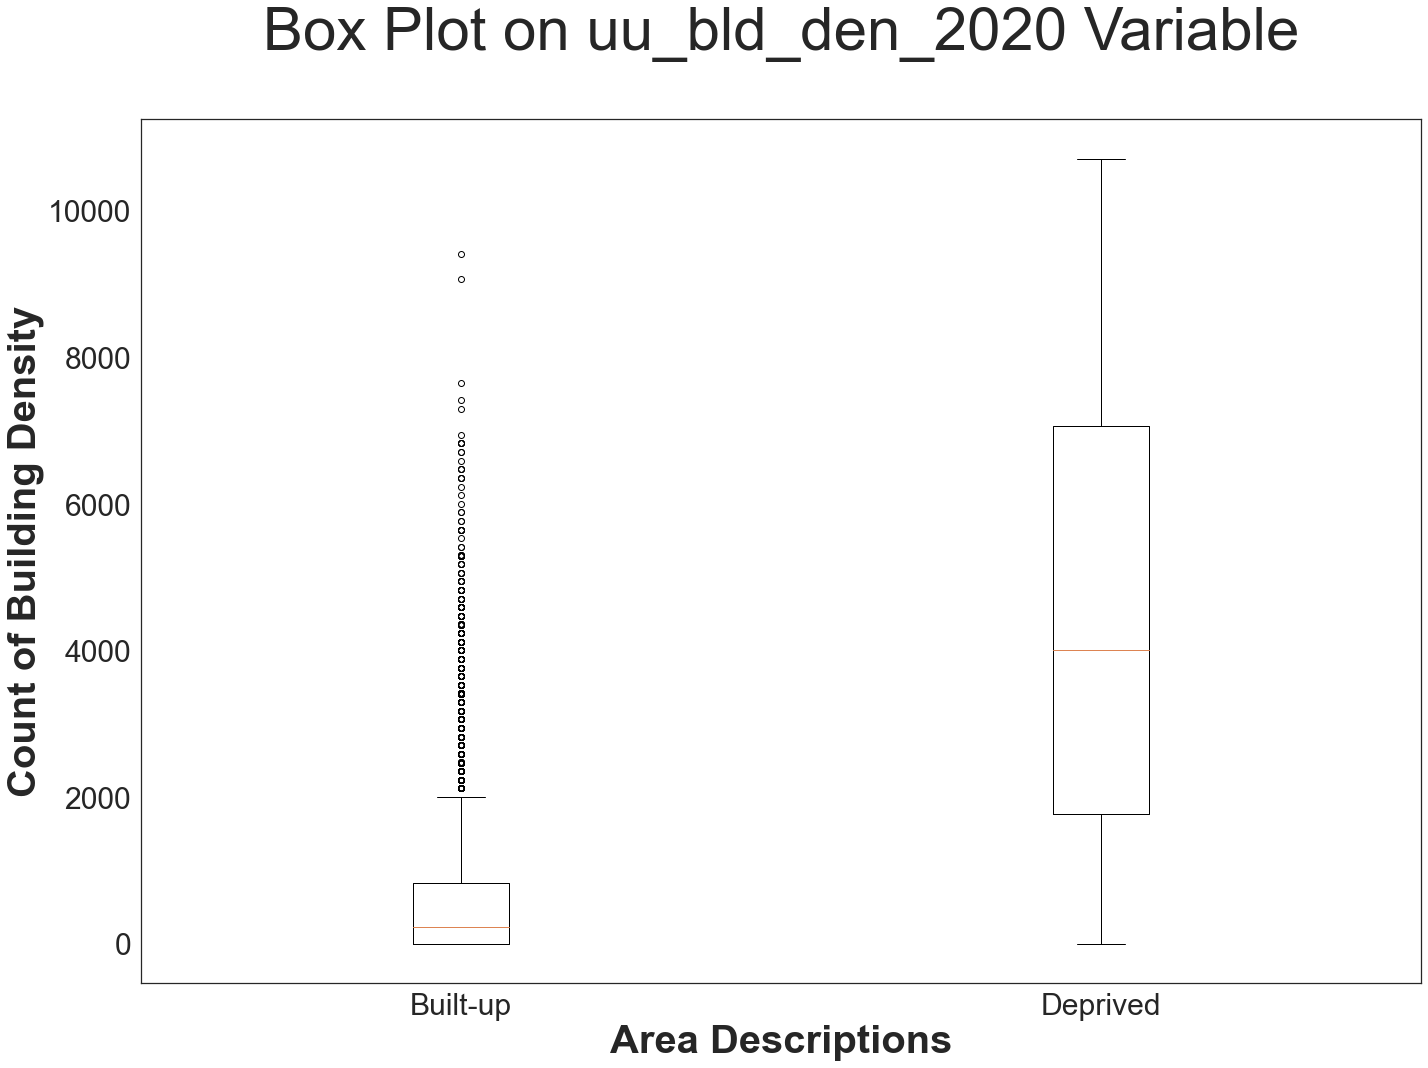 Box Plot on uu_bld_den_2020 Variable
Count of Building Density
10000
8000
6000
4000
2000
0
Built-up
Deprived
Area Descriptions